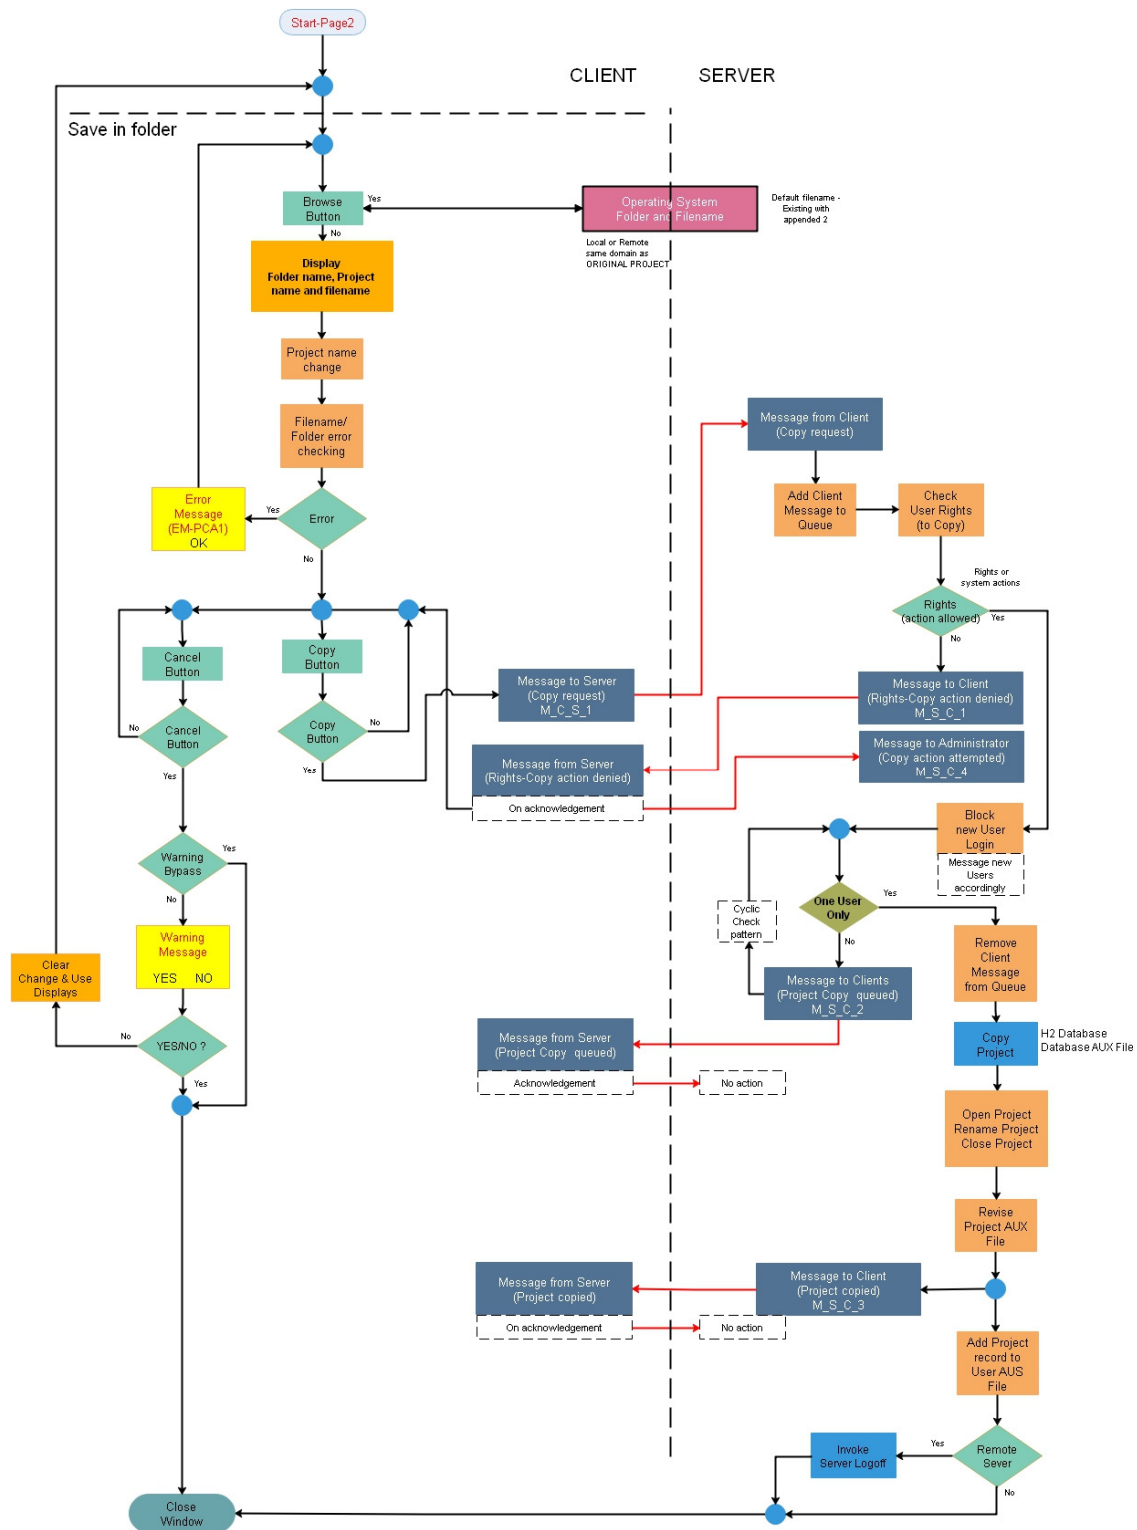 Start-Page2
CLIENT
SERVER
Save in folder
Browse
Button
Yes
No
Operating System
Folder and Filename
Default filename -
Existing with
appended 2
Local or Remote
same domain as
ORIGINAL PROJECT
Display
Folder name, Project
name and filename
Project name
change
Filename/
Folder error
checking
Error
Yes
No
Error
Message
(EM-PCA1)
OK
Message from Client
(Copy request)
Add Client
Message to
Queue
Check
User Rights
(to Copy)
Rights or
system actions
Rights
(action allowed)
Yes
No
Cancel
Button
Copy
Button
Cancel
Button
No
Yes
Copy
Button
No
Yes
Message to Server
(Copy request)
M_C_S_1
Message to Client
(Rights-Copy action denied)
M_S_C_1
Message from Server
(Rights-Copy action denied)
On acknowledgement
Message to Administrator
(Copy action attempted)
M_S_C_4
Block
new User
Login
Message new
Users
accordingly
Warning
Bypass
Yes
No
Cyclic
Check
pattern
One User
Only
Yes
No
Warning
Message
YES NO
Clear
Change & Use
Displays
Remove
Client
Message
from Queue
Message to Clients
(Project Copy queued)
M_S_C_2
YES/NO ?
No
Yes
Message from Server
(Project Copy queued)
Acknowledgement
No action
Copy
Project
H2 Database
Database AUX File
Open Project
Rename Project
Close Project
Revise
Project AUX
File
Message from Server
(Project copied)
On acknowledgement
No action
Message to Client
(Project copied)
M_S_C_3
Add Project
record to
User AUS
File
Invoke
Server Logoff
Yes
Remote
Sever
No
Close
Window